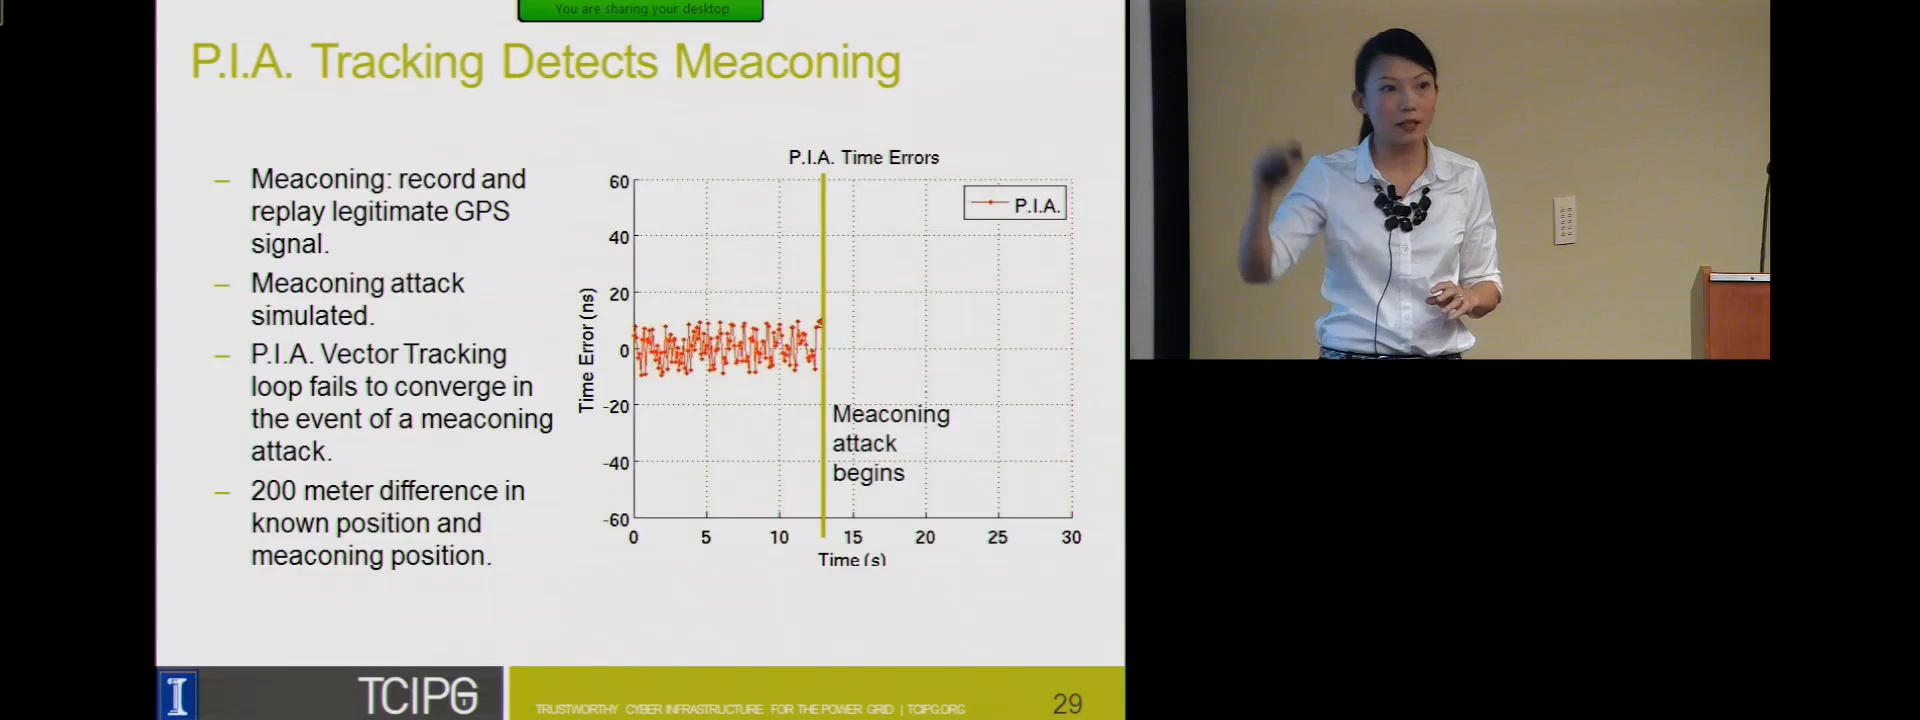 You are sharing your desktop
P.I.A. Tracking Detects Meaconing
– Meaconing: record and
replay legitimate GPS
signal.
– Meaconing attack
simulated.
– P.I.A. Vector Tracking
loop fails to converge in
the event of a meaconing
attack.
– 200 meter difference in
known position and
meaconing position.
P.I.A. Time Errors
P.I.A.
Time Error (ns)
60
40
20
0
-20
-40
-60
Meaconing
attack
begins
0 5 10 15 20 25 30
Time (s)
I
TCIPG
TRUSTWORTHY CYBER INFRASTRUCTURE FOR THE POWER GRID | TCIPG.ORG
29